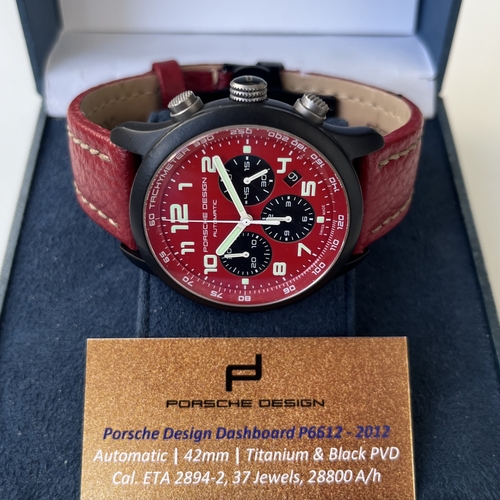 TACHYMETRE
PORSCHE DESIGN
AUTOMATIC
PORSCHE DESIGN
Porsche Design Dashboard P6612 - 2012
Automatic | 42mm | Titanium & Black PVD
Cal. ETA 2894-2, 37 Jewels, 28800 A/h